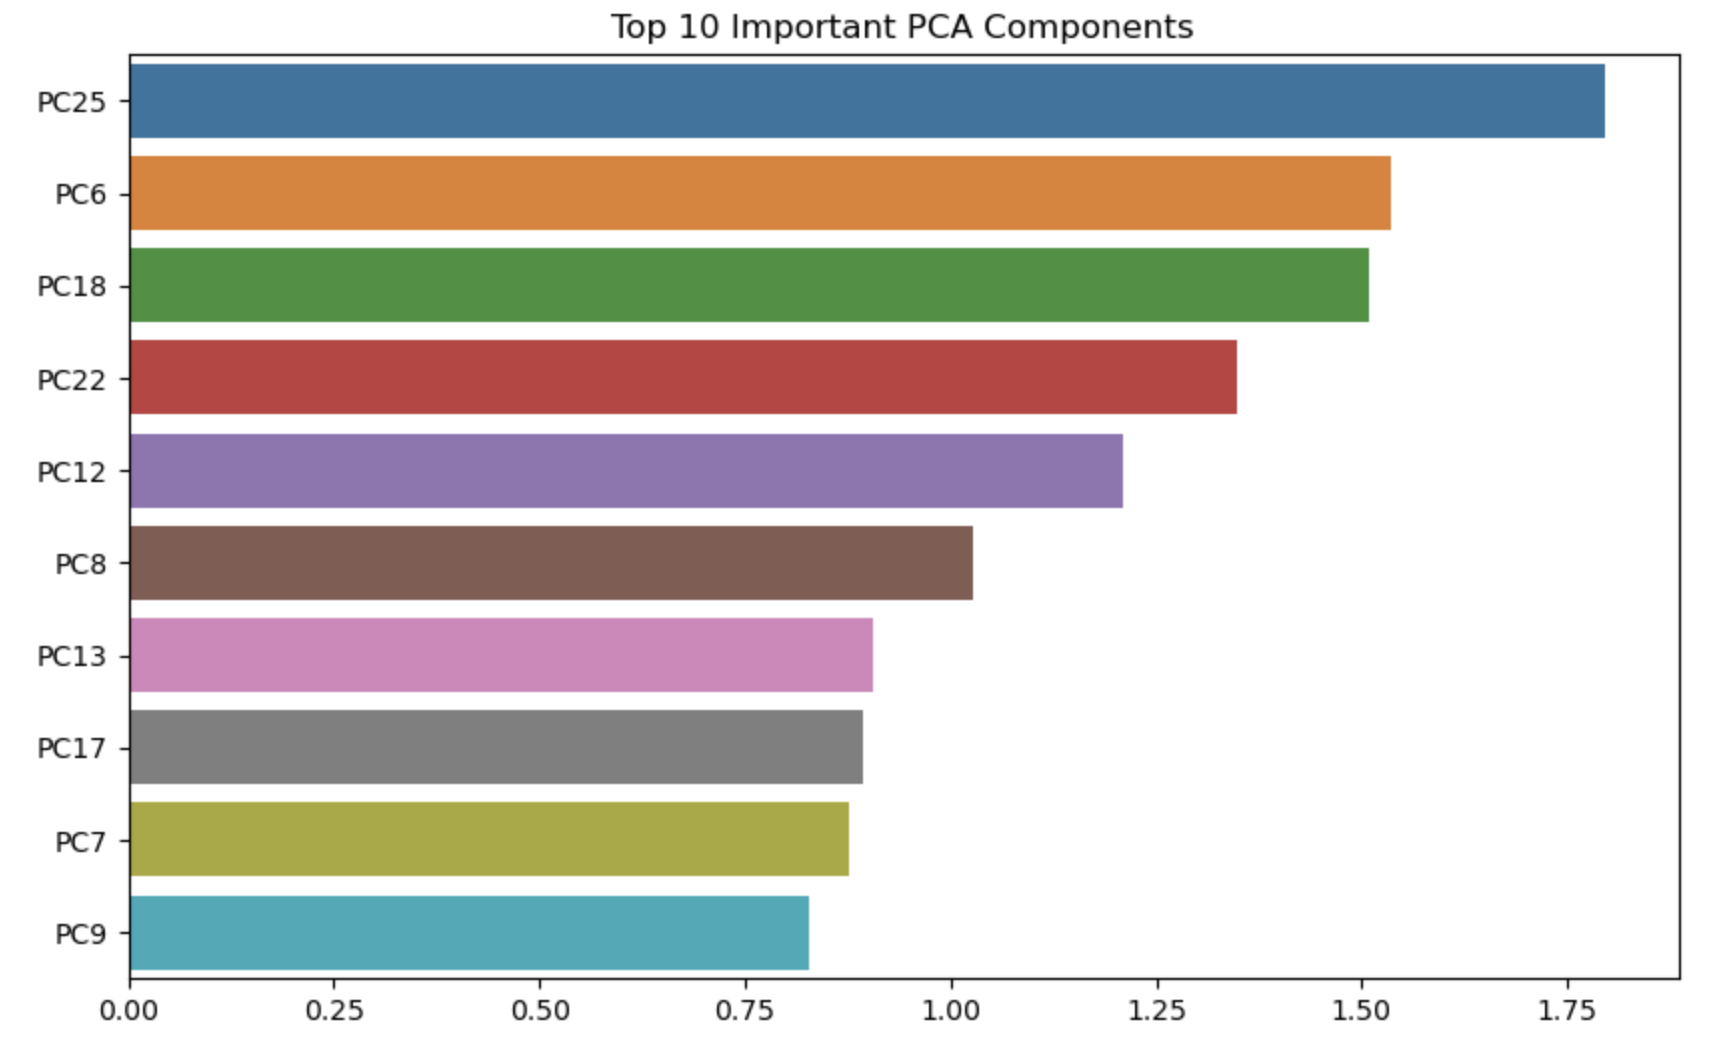 Top 10 Important PCA Components
PC25
PC6
PC18
PC22
PC12
PC8
PC13
PC17
PC7
PC9
0.00 0.25 0.50 0.75 1.00 1.25 1.50 1.75